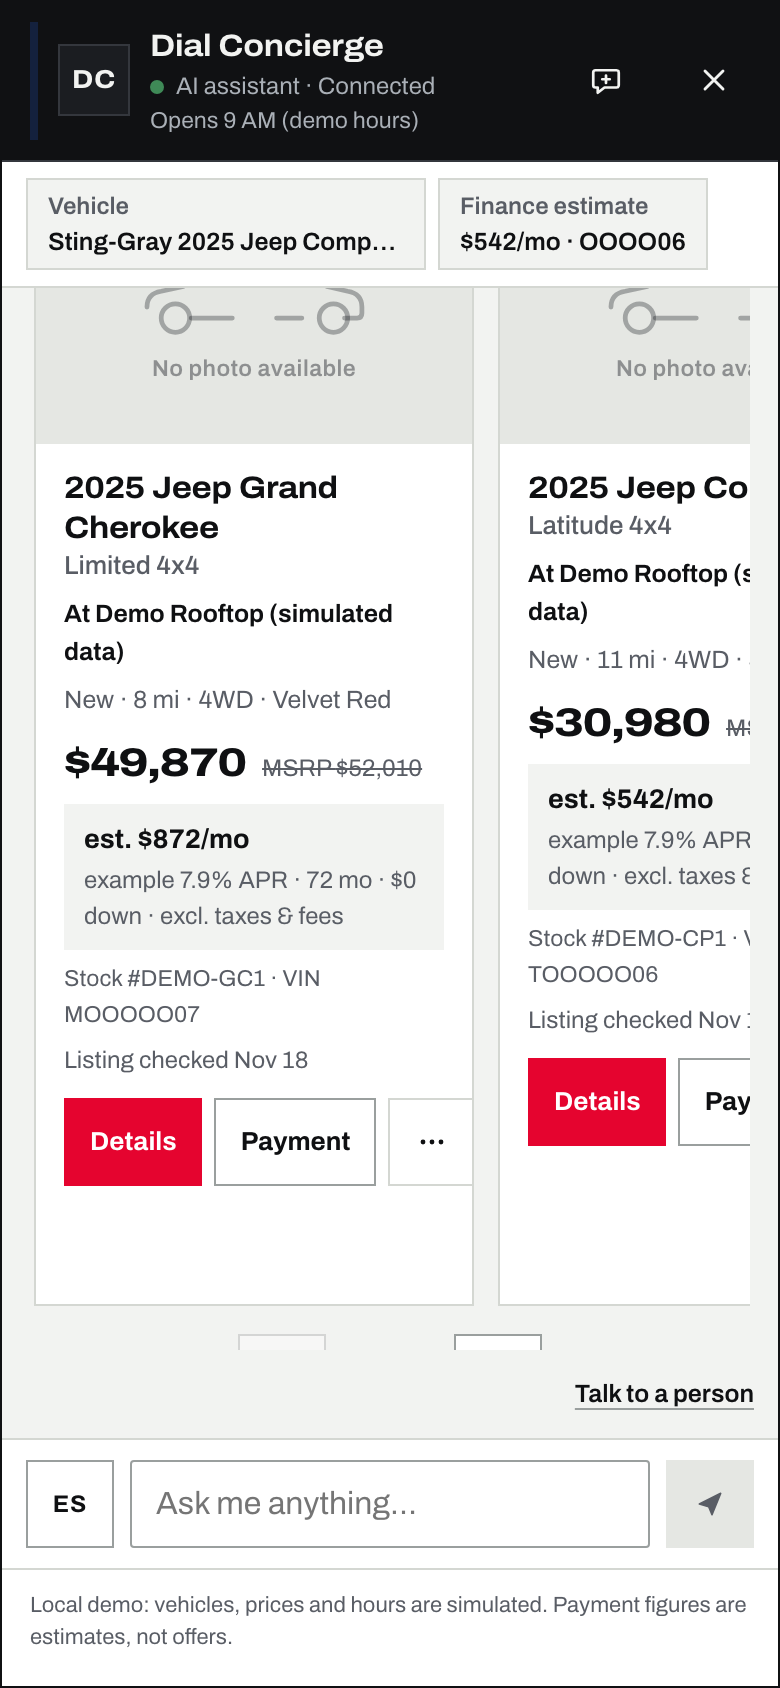 DC
Dial Concierge
AI assistant · Connected
Opens 9 AM (demo hours)
Vehicle
Sting-Gray 2025 Jeep Comp...
Finance estimate
$542/mo · OOOO06
No photo available
2025 Jeep Grand
Cherokee
Limited 4x4
At Demo Rooftop (simulated
data)
New · 8 mi · 4WD · Velvet Red
$49,870 MSRP $52,010
est. $872/mo
example 7.9% APR · 72 mo · $0
down · excl. taxes & fees
Stock #DEMO-GC1 · VIN
MOOOOO07
Listing checked Nov 18
Details
Payment
...
No photo
2025 Jeep
Latitude 4x4
At Demo Rooftop
data)
New · 11 mi · 4WD ·
$30,980
est. $542/mo
example 7.9% APR
down · excl. taxes
Stock #DEMO-CP1 ·
TOOOOO06
Listing checked Nov
Details
Talk to a person
ES
Ask me anything...
Local demo: vehicles, prices and hours are simulated. Payment figures are
estimates, not offers.